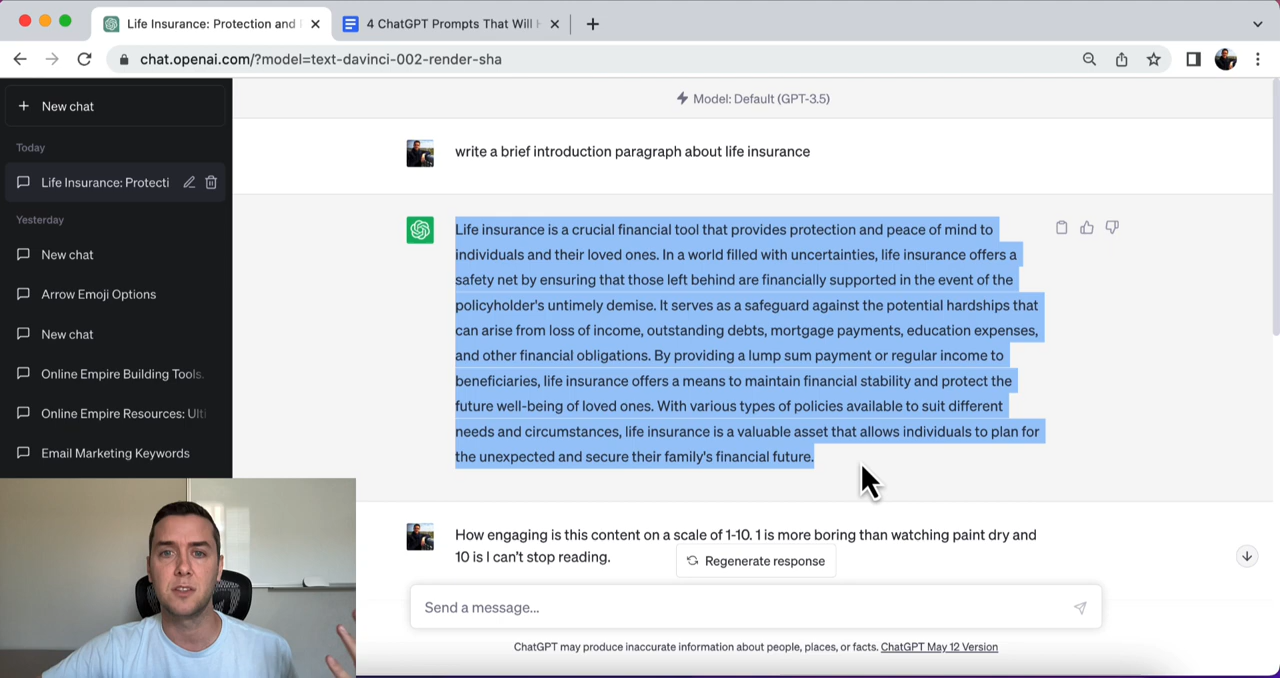 Life Insurance: Protection and
4 ChatGPT Prompts That Will
chat.openai.com/?model=text-davinci-002-render-sha
New chat
Model: Default (GPT-3.5)
Today
write a brief introduction paragraph about life insurance
Life Insurance: Protecti
Yesterday
New chat
Arrow Emoji Options
New chat
Online Empire Building Tools.
Online Empire Resources: Ulti
Email Marketing Keywords
Life insurance is a crucial financial tool that provides protection and peace of mind to
individuals and their loved ones. In a world filled with uncertainties, life insurance offers a
safety net by ensuring that those left behind are financially supported in the event of the
policyholder's untimely demise. It serves as a safeguard against the potential hardships that
can arise from loss of income, outstanding debts, mortgage payments, education expenses,
and other financial obligations. By providing a lump sum payment or regular income to
beneficiaries, life insurance offers a means to maintain financial stability and protect the
future well-being of loved ones. With various types of policies available to suit different
needs and circumstances, life insurance is a valuable asset that allows individuals to plan for
the unexpected and secure their family's financial future.
How engaging is this content on a scale of 1-10. 1 is more boring than watching paint dry and
10 is I can't stop reading.
Regenerate response
Send a message...
ChatGPT may produce inaccurate information about people, places, or facts. ChatGPT May 12 Version